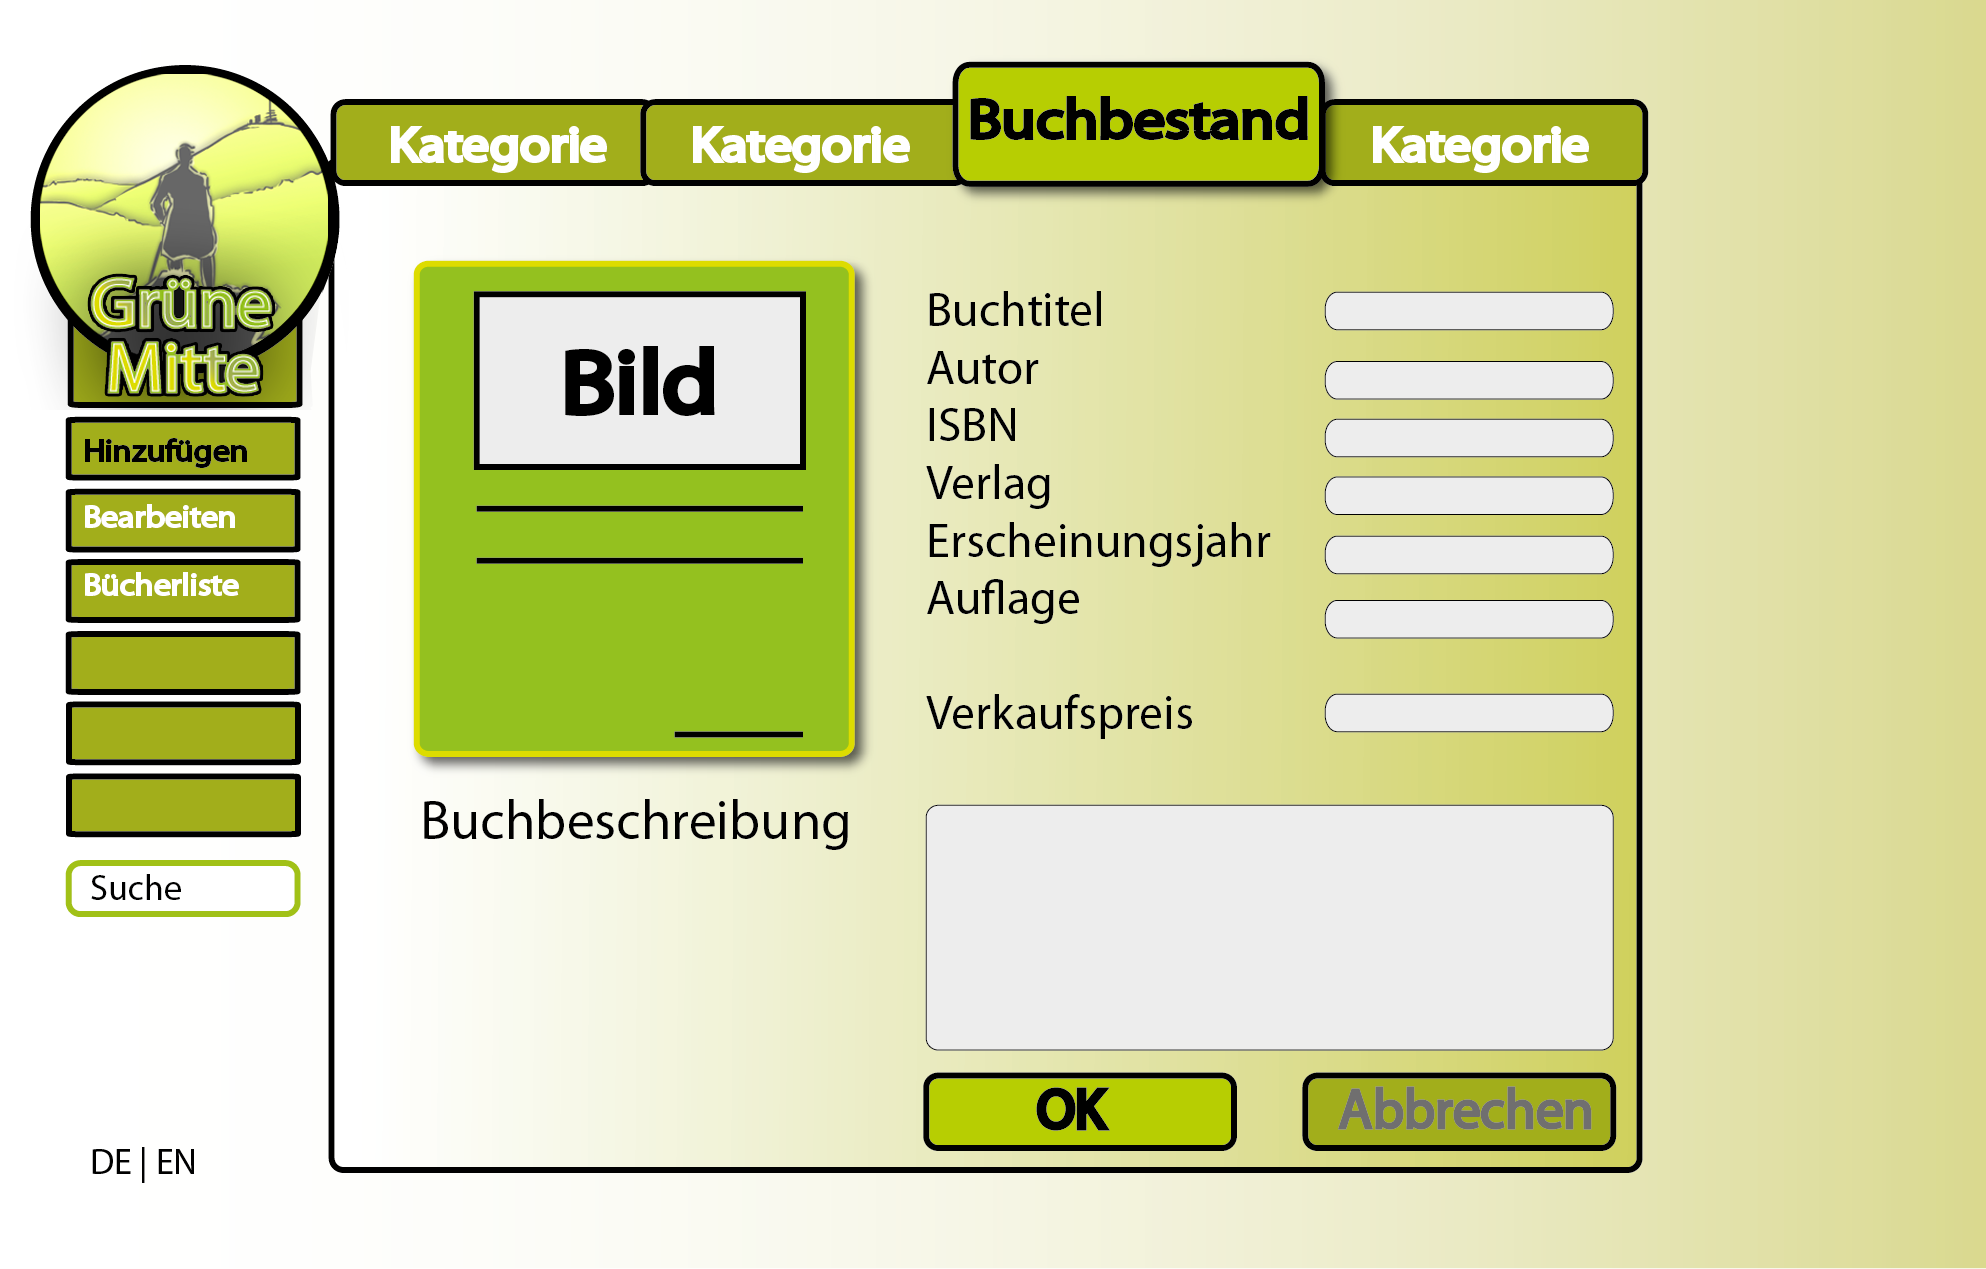 Kategorie
Kategorie
Buchbestand
Kategorie
Grüne
Mitte
Hinzufügen
Bearbeiten
Bücherliste
Suche
DE | EN
Bild
Buchtitel
Autor
ISBN
Verlag
Erscheinungsjahr
Auflage
Verkaufspreis
Buchbeschreibung
OK
Abbrechen